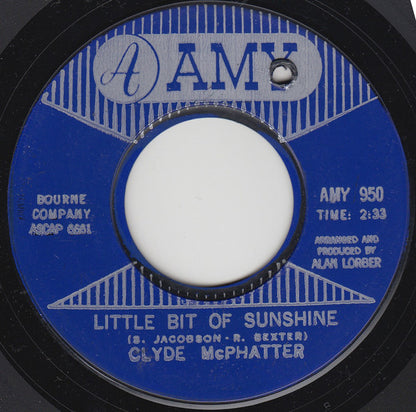 A AMY
BOURNE
COMPANY
ASCAP 6661
AMY 950
TIME: 2:33
ARRANGED AND
PRODUCED BY
ALAN LORBER
LITTLE BIT OF SUNSHINE
(S. JACOBSON - R. SEXTER)
CLYDE McPHATTER